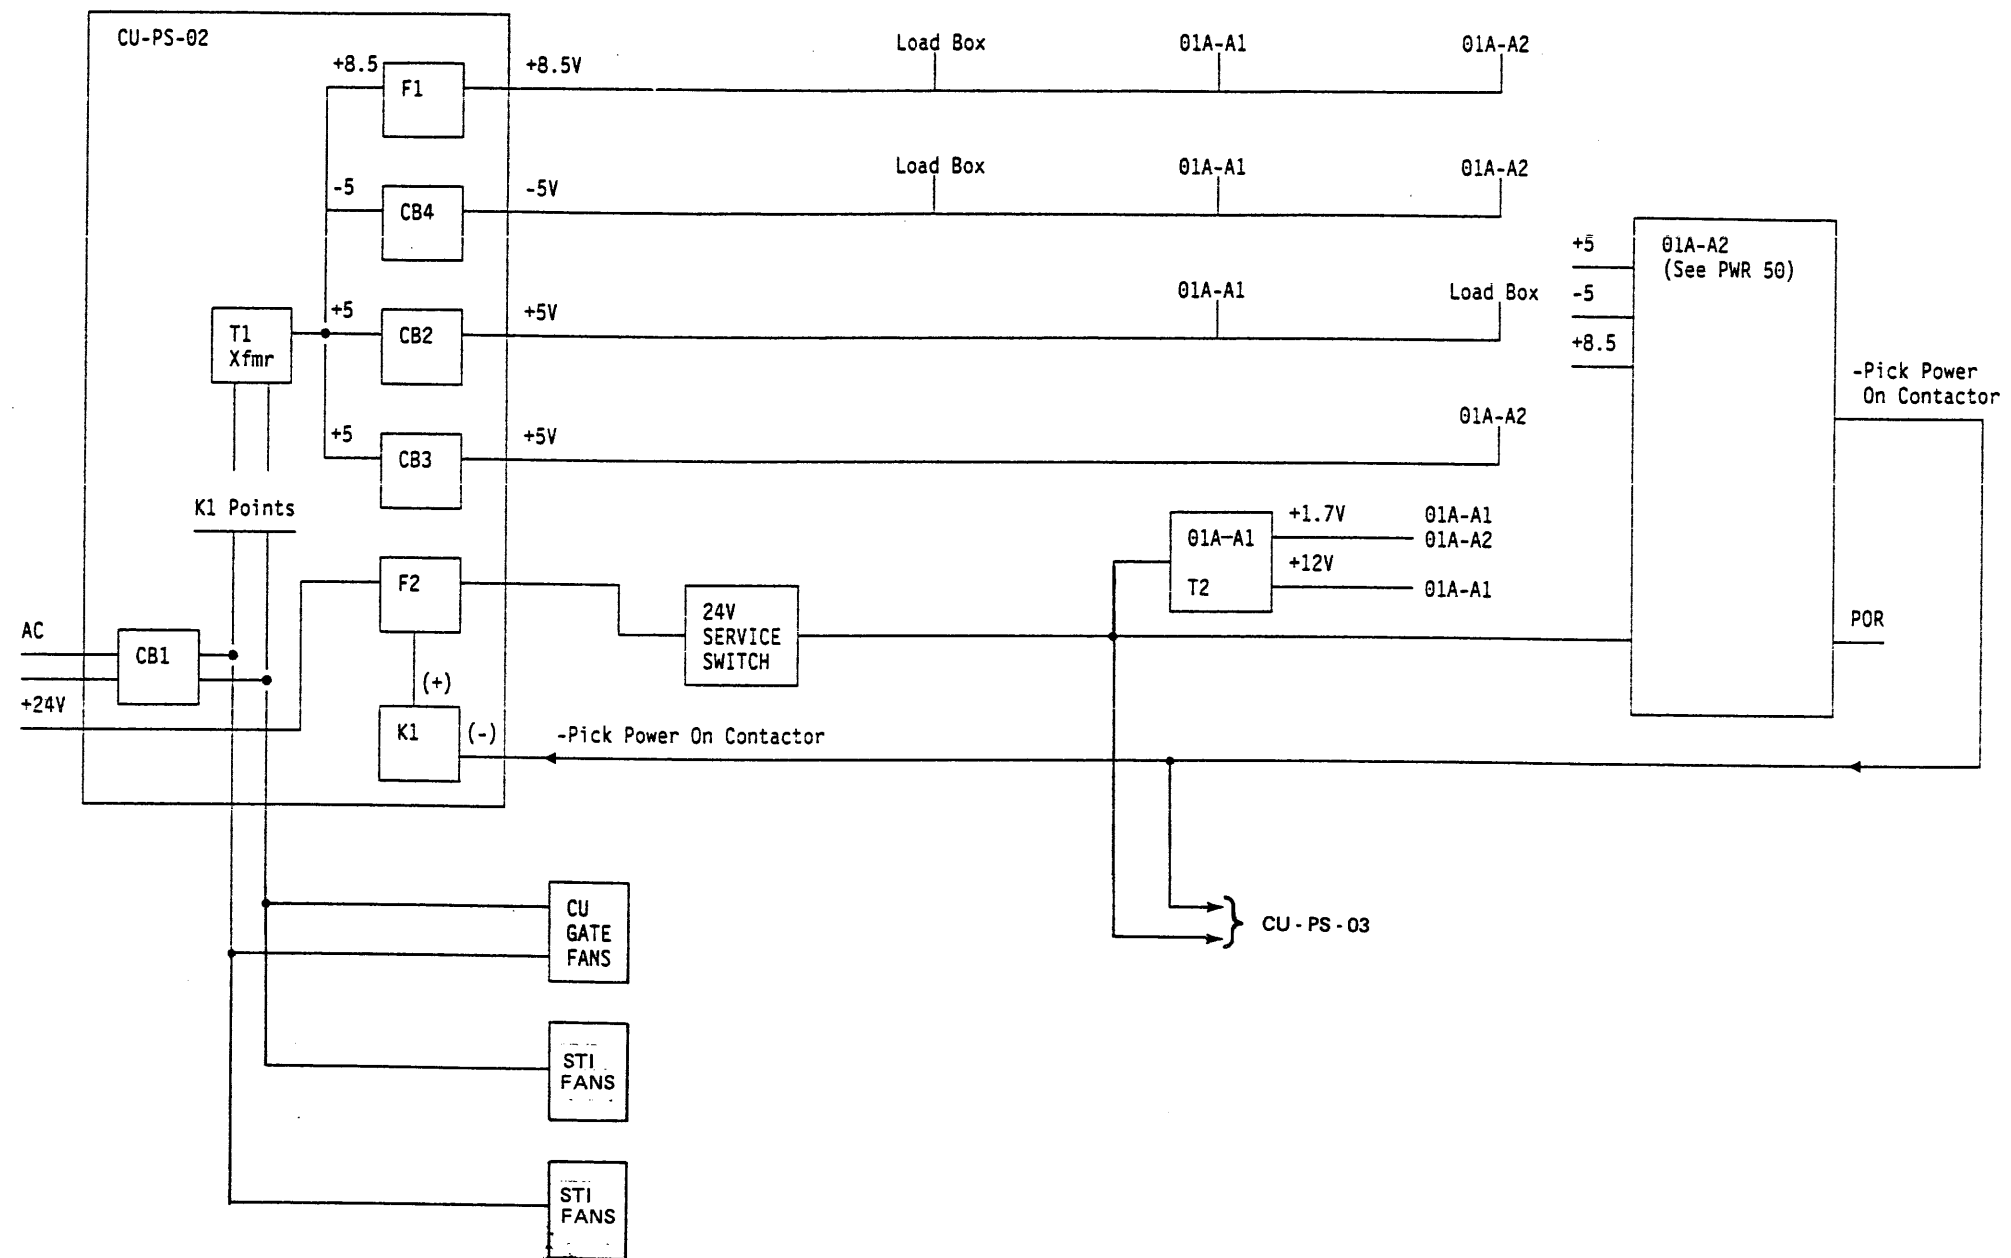 CU-PS-02
+8.5
F1
+8.5V
Load Box
01A-A1
01A-A2
-5
CB4
-5V
Load Box
01A-A1
01A-A2
+5
CB2
+5V
01A-A1
Load Box
T1
Xfmr
+5
CB3
+5V
01A-A2
K1 Points
F2
24V
SERVICE
SWITCH
01A-A1
T2
+1.7V
01A-A1
01A-A2
+12V
01A-A1
+5
-5
+8.5
01A-A2
(See PWR 50)
-Pick Power
On Contactor
POR
AC
CB1
+24V
(+)
K1
(-)
-Pick Power On Contactor
CU-PS-03
CU
GATE
FANS
STI
FANS
STI
FANS